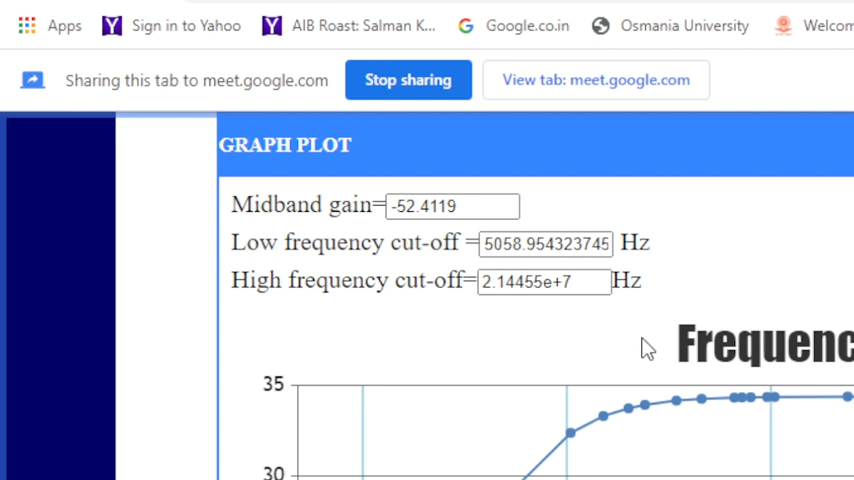 Apps Sign in to Yahoo AIB Roast: Salman K... Google.co.in Osmania University Welcom
Sharing this tab to meet.google.com Stop sharing View tab: meet.google.com
GRAPH PLOT
Midband gain= -52.4119
Low frequency cut-off = 5058.954323745 Hz
High frequency cut-off= 2.14455e+7 Hz
Frequenc
35
30